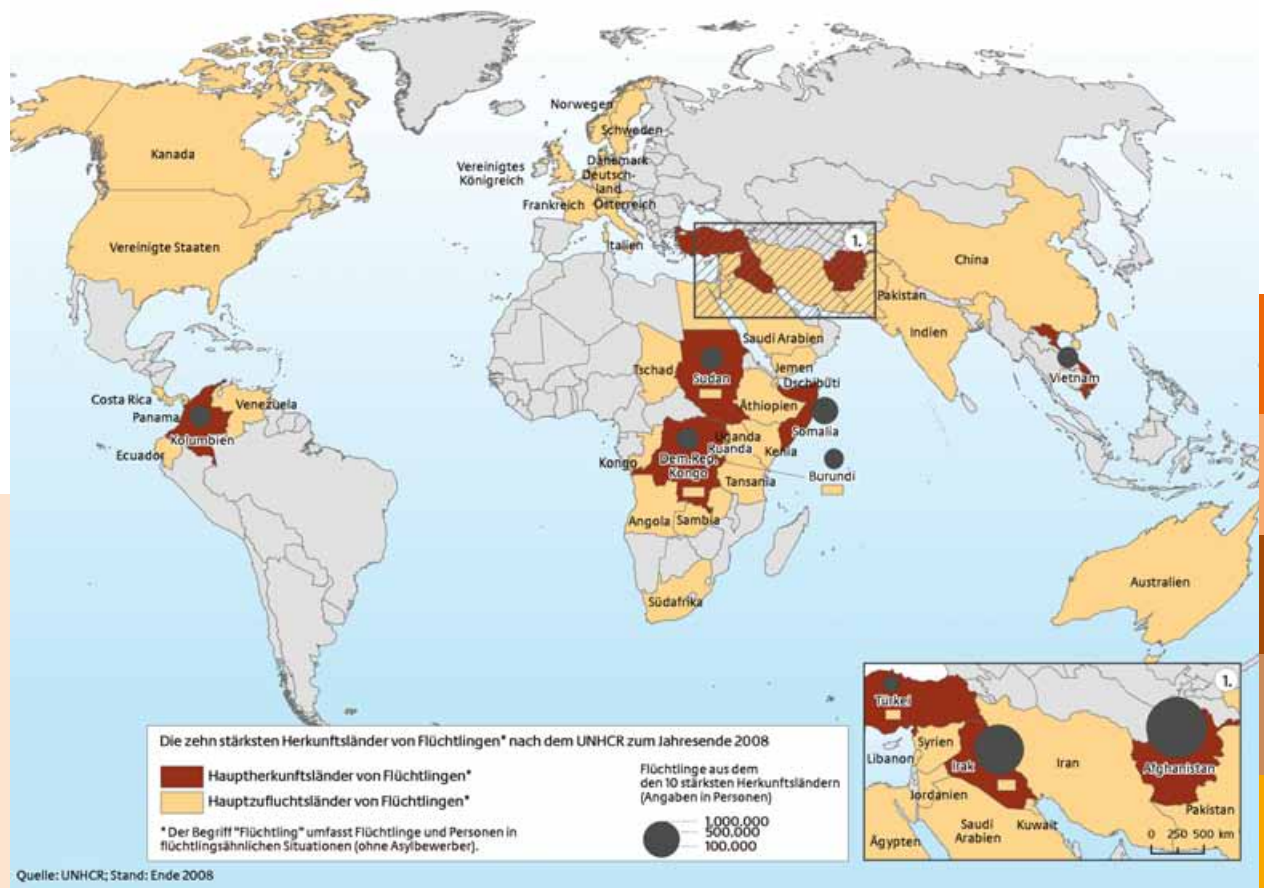 Kanada
Vereinigte Staaten
Costa Rica
Panama
Venezuela
Kolumbien
Ecuador
Norwegen
Schweden
Dänemark
Vereinigtes
Königreich
Deutsch-
land
Frankreich
Österreich
Italien
1.
China
Pakistan
Indien
Saudi Arabien
Jemen
Dschibuti
Tschad
Sudan
Äthiopien
Somalia
Uganda
Ruanda
Kenia
Kongo
Dem.Rep.
Kongo
Burundi
Tansania
Angola
Sambia
Südafrika
Vietnam
Australien
1.
Türkei
Syrien
Libanon
Irak
Iran
Afghanistan
Jordanien
Pakistan
Saudi
Arabien
Kuwait
Ägypten
0 250 500 km
Die zehn stärksten Herkunftsländer von Flüchtlingen* nach dem UNHCR zum Jahresende 2008
Hauptherkunftsländer von Flüchtlingen*
Hauptzufluchtsländer von Flüchtlingen*
* Der Begriff "Flüchtling" umfasst Flüchtlinge und Personen in
flüchtlingsähnlichen Situationen (ohne Asylbewerber).
Flüchtlinge aus dem
den 10 stärksten Herkunftsländern
(Angaben in Personen)
1.000.000
500.000
100.000
Quelle: UNHCR; Stand: Ende 2008